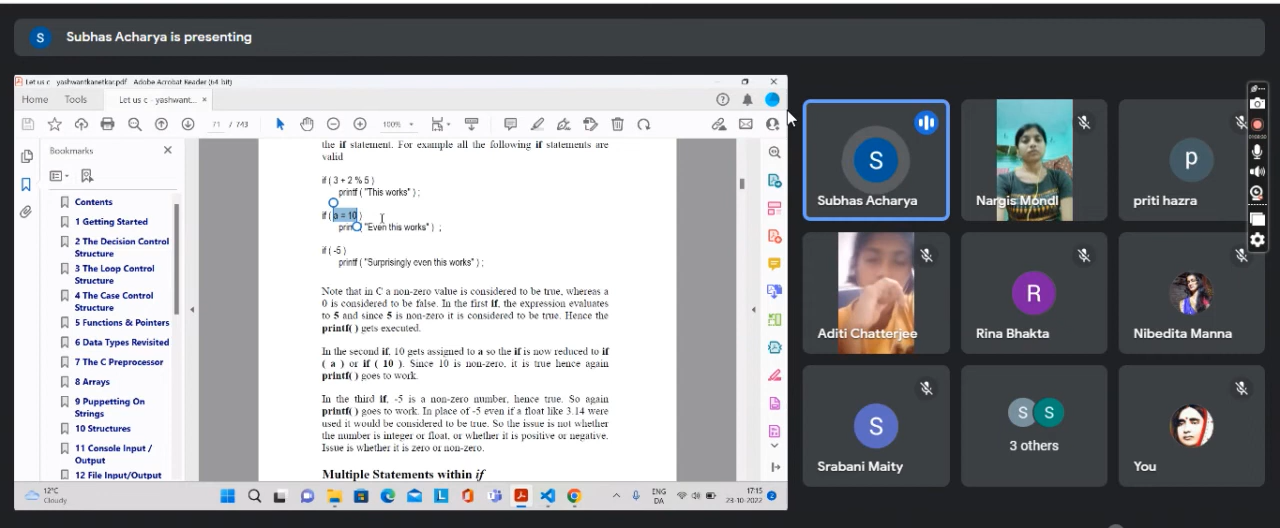 S Subhas Acharya is presenting
Let us c - yashwantkanetkar.pdf - Adobe Acrobat Reader (64-bit)
Home Tools Let us c - yashwant... ×
71 / 743 100%
Bookmarks
Contents
1 Getting Started
2 The Decision Control
Structure
3 The Loop Control
Structure
4 The Case Control
Structure
5 Functions & Pointers
6 Data Types Revisited
7 The C Preprocessor
8 Arrays
9 Puppetting On
Strings
10 Structures
11 Console Input /
Output
12 File Input/Output
the if statement. For example all the following if statements are
valid
if ( 3 + 2 % 5 )
printf ( "This works" ) ;
if ( a = 10 )
"Even this works" ) ;
if ( -5 )
printf ( "Surprisingly even this works" ) ;
Note that in C a non-zero value is considered to be true, whereas a
0 is considered to be false. In the first if, the expression evaluates
to 5 and since 5 is non-zero it is considered to be true. Hence the
printf( ) gets executed.
In the second if, 10 gets assigned to a so the if is now reduced to if
( a ) or if ( 10 ). Since 10 is non-zero, it is true hence again
printf( ) goes to work.
In the third if, -5 is a non-zero number, hence true. So again
printf( ) goes to work. In place of -5 even if a float like 3.14 were
used it would be considered to be true. So the issue is not whether
the number is integer or float, or whether it is positive or negative.
Issue is whether it is zero or non-zero.
Multiple Statements within if
12°C
Cloudy
ENG
DA
17:15
23-10-2022
S
Subhas Acharya
Nargis Mondl
p
priti hazra
Aditi Chatterjee
R
Rina Bhakta
Nibedita Manna
S
Srabani Maity
S S
3 others
You